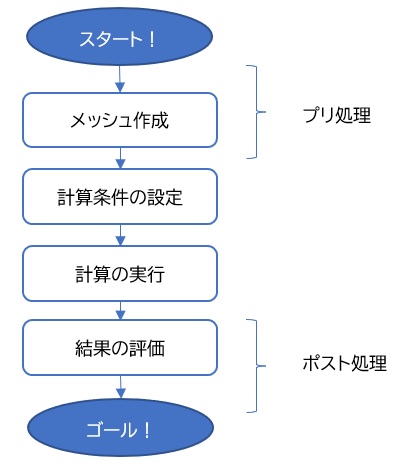 スタート！
メッシュ作成
プリ処理
計算条件の設定
計算の実行
結果の評価
ポスト処理
ゴール！